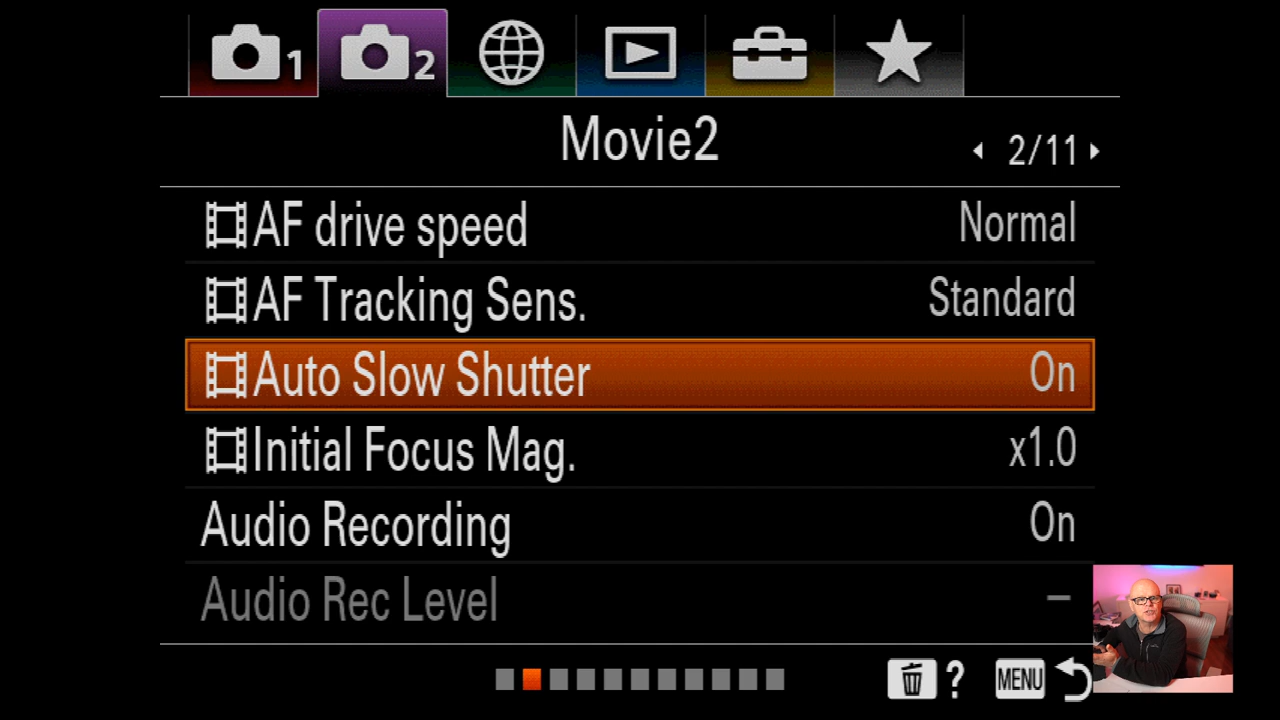 1
2
Movie2
2/11
AF drive speed Normal
AF Tracking Sens. Standard
Auto Slow Shutter On
Initial Focus Mag. x1.0
Audio Recording On
Audio Rec Level –
? MENU